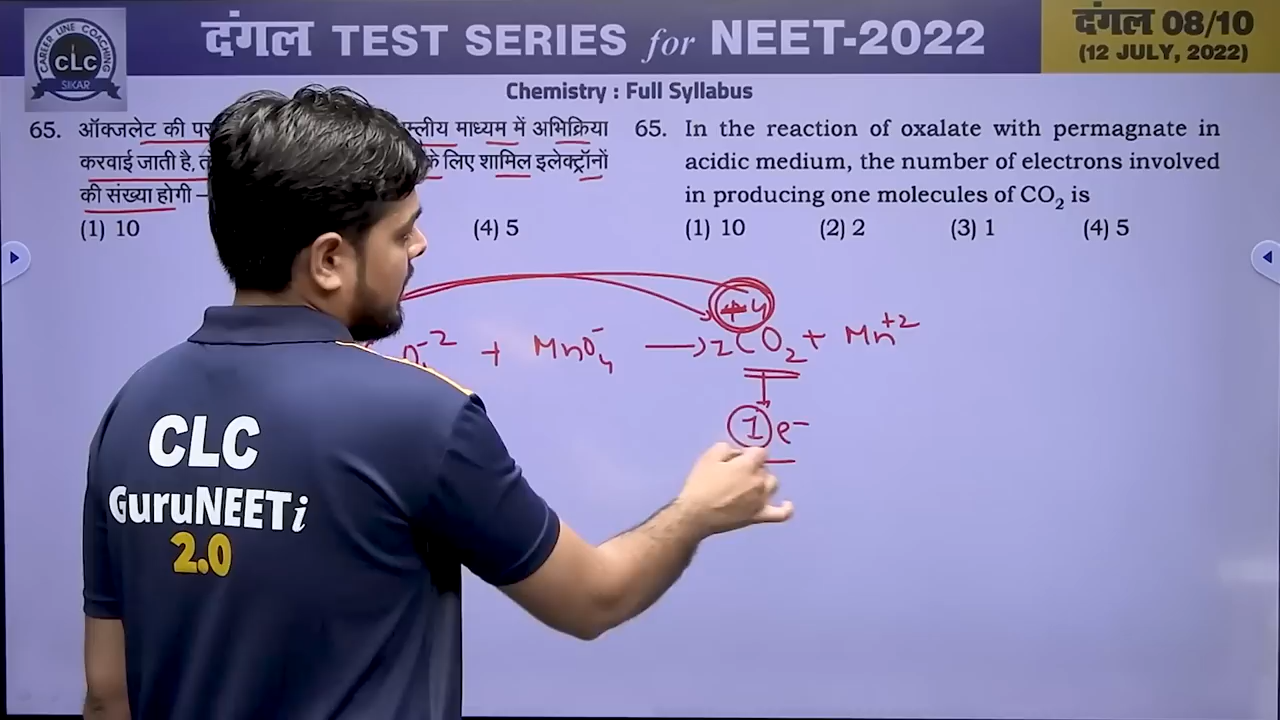 दंगल TEST SERIES for NEET-2022
दंगल 08/10
(12 JULY, 2022)
CAREER LINE COACHING
CLC
SIKAR
Chemistry : Full Syllabus
65. ऑक्जलेट की म्लीय माध्यम में अभिक्रिया
करवाई जाती है, के लिए शामिल इलेक्ट्रॉनों
की संख्या होगी –
(1) 10 (4) 5
65. In the reaction of oxalate with permagnate in
acidic medium, the number of electrons involved
in producing one molecules of CO2 is
(1) 10 (2) 2 (3) 1 (4) 5
+4
-2 + MnO4- → 2CO2 + Mn+2
1 e-
CLC
GuruNEETi
2.0